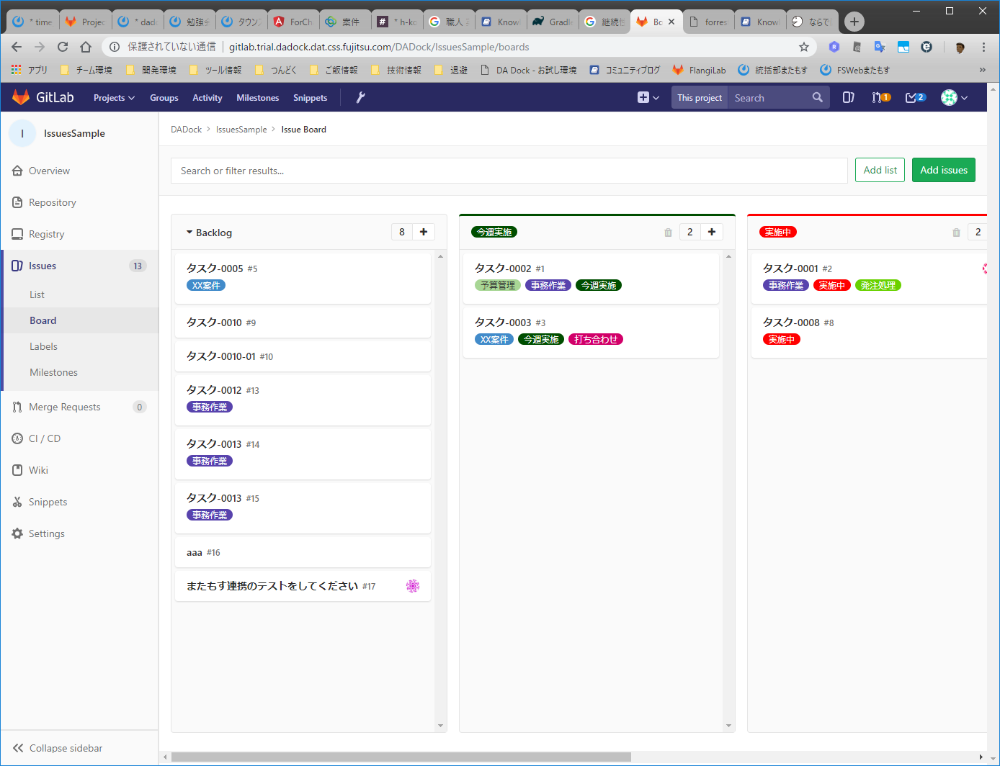 * time
Projec
* dado
勉強会
タウン
ForCh
案件
* h-ko
職人
Knowl
Gradl
継続性
Bo
forres
Knowl
ならで
保護されていない通信 gitlab.trial.dadock.dat.css.fujitsu.com/DADock/IssuesSample/boards
アプリ チーム環境 開発環境 ツール情報 つんどく ご飯情報 技術情報 退避 DA Dock - お試し環境 コミュニティブログ FlangiLab 統括部またもす FSWebまたもす »
GitLab Projects Groups Activity Milestones Snippets This project Search 1 2
I IssuesSample
DADock > IssuesSample > Issue Board
Overview
Repository
Registry
Issues 13
List
Board
Labels
Milestones
Merge Requests 0
CI / CD
Wiki
Snippets
Settings
Collapse sidebar
Search or filter results... Add list Add issues
Backlog 8
タスク-0005 #5
XX案件
タスク-0010 #9
タスク-0010-01 #10
タスク-0012 #13
事務作業
タスク-0013 #14
事務作業
タスク-0013 #15
事務作業
aaa #16
またもす連携のテストをしてください #17
今週実施 2
タスク-0002 #1
予算管理 事務作業 今週実施
タスク-0003 #3
XX案件 今週実施 打ち合わせ
実施中 2
タスク-0001 #2
事務作業 実施中 発注処理
タスク-0008 #8
実施中